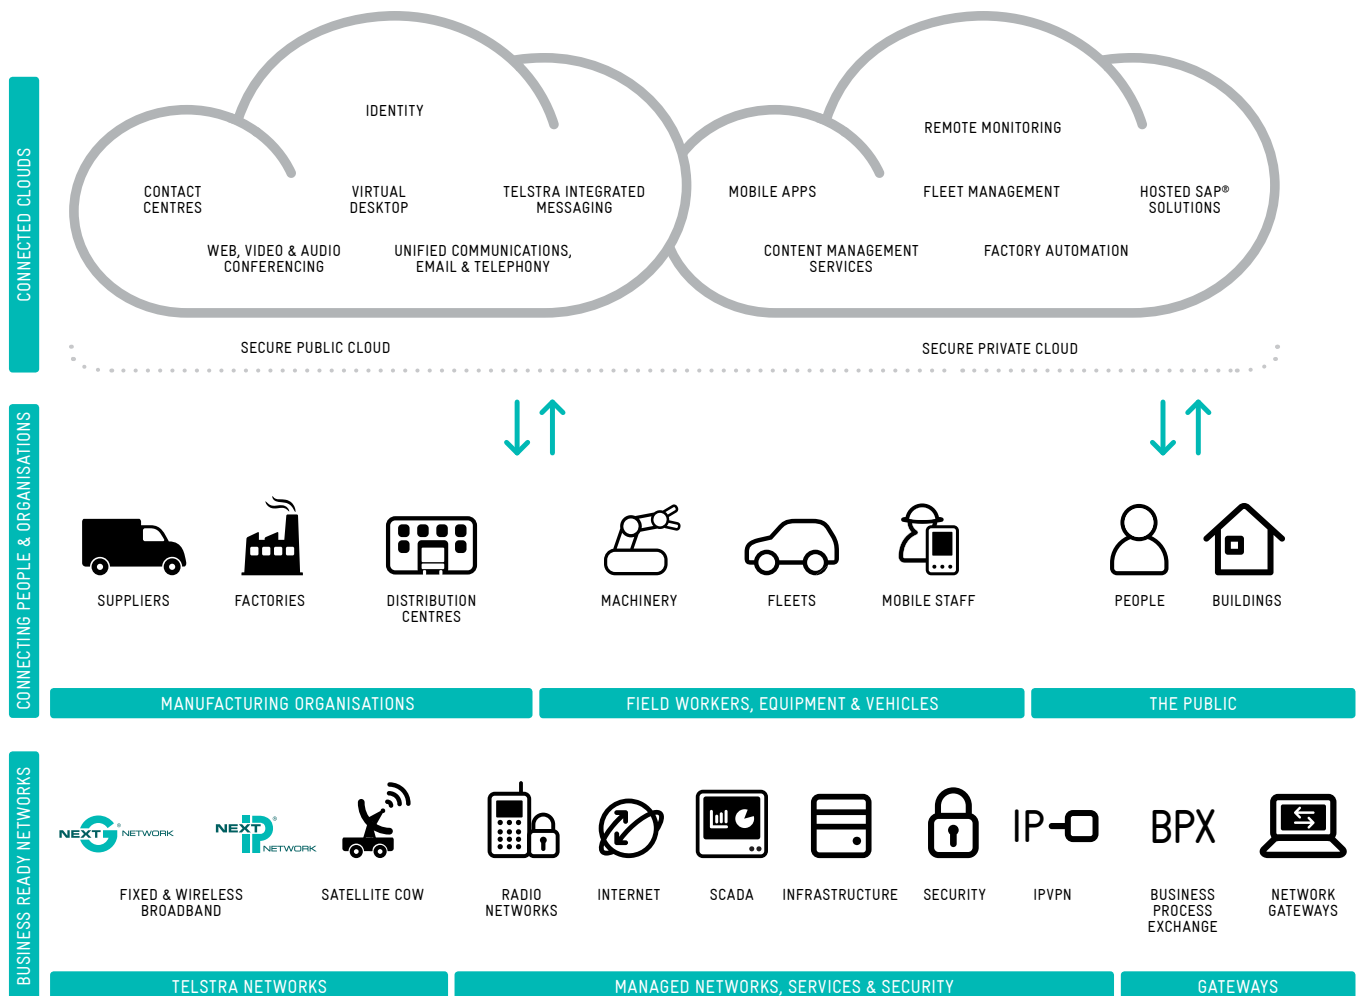 CONNECTED CLOUDS
IDENTITY
CONTACT
CENTRES
VIRTUAL
DESKTOP
TELSTRA INTEGRATED
MESSAGING
WEB, VIDEO & AUDIO
CONFERENCING
UNIFIED COMMUNICATIONS,
EMAIL & TELEPHONY
REMOTE MONITORING
MOBILE APPS
FLEET MANAGEMENT
HOSTED SAP®
SOLUTIONS
CONTENT MANAGEMENT
SERVICES
FACTORY AUTOMATION
SECURE PUBLIC CLOUD
SECURE PRIVATE CLOUD
CONNECTING PEOPLE & ORGANISATIONS
SUPPLIERS
FACTORIES
DISTRIBUTION
CENTRES
MACHINERY
FLEETS
MOBILE STAFF
PEOPLE
BUILDINGS
MANUFACTURING ORGANISATIONS
FIELD WORKERS, EQUIPMENT & VEHICLES
THE PUBLIC
BUSINESS READY NETWORKS
NEXT G® NETWORK
NEXT IP® NETWORK
IP
BPX
FIXED & WIRELESS
BROADBAND
SATELLITE COW
RADIO
NETWORKS
INTERNET
SCADA
INFRASTRUCTURE
SECURITY
IPVPN
BUSINESS
PROCESS
EXCHANGE
NETWORK
GATEWAYS
TELSTRA NETWORKS
MANAGED NETWORKS, SERVICES & SECURITY
GATEWAYS